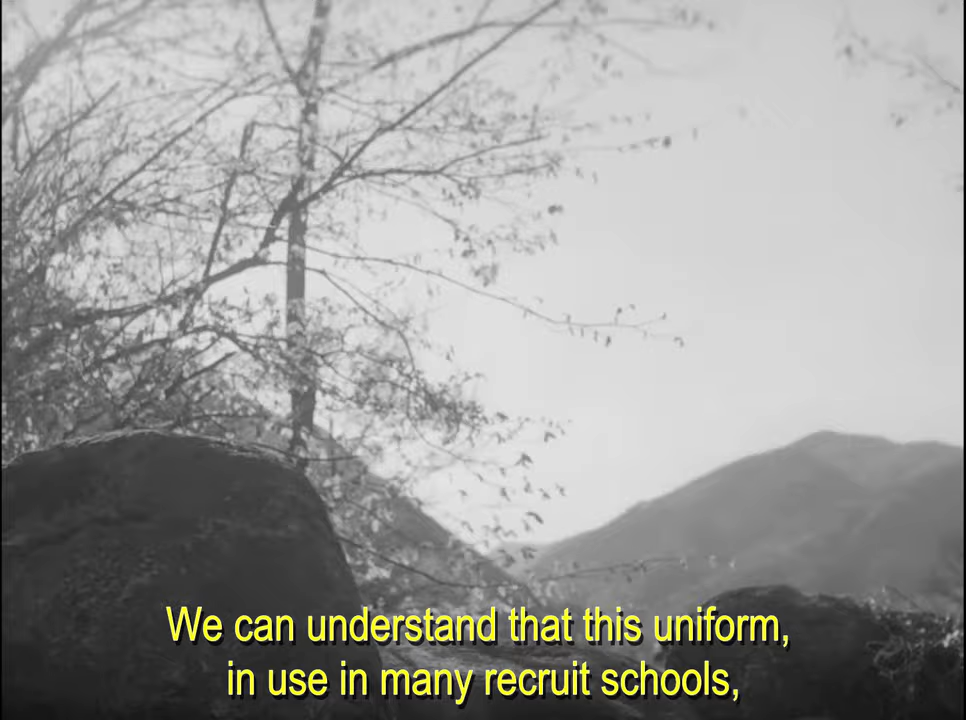 We can understand that this uniform,
in use in many recruit schools,